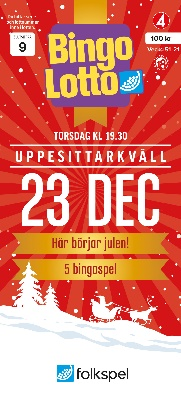 9
4
100 kr
Bingo
Lotto
TORSDAG KL 19.30
UPPESITTARKVÄLL
23 DEC
Här börjar julen!
5 bingospel
folkspel